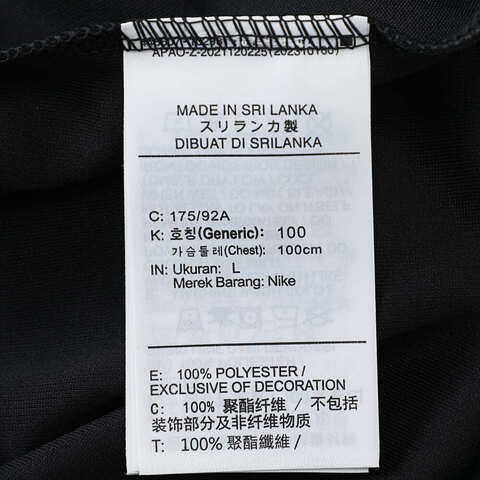 APAO-Z-2021120225(202310160)
MADE IN SRI LANKA
スリランカ製
DIBUAT DI SRILANKA
C: 175/92A
K: 호칭(Generic): 100
가슴둘레(Chest): 100cm
IN: Ukuran: L
Merek Barang: Nike
E: 100% POLYESTER /
EXCLUSIVE OF DECORATION
C: 100% 聚酯纤维 / 不包括
装饰部分及非纤维物质
T: 100% 聚酯纖維 /